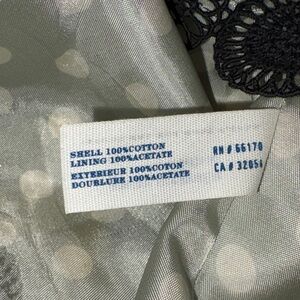 SHELL 100%COTTON
LINING 100%ACETATE
EXTERIEUR 100%COTON
DOUBLURE 100%ACETATE
RN # 66170
CA # 32054